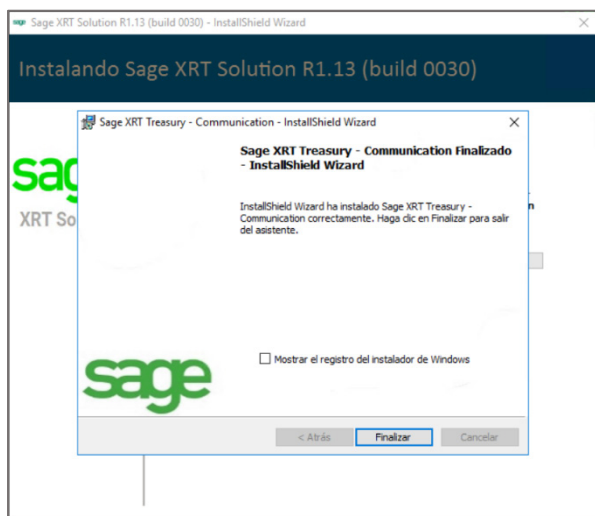 Sage XRT Solution R1.13 (build 0030) - InstallShield Wizard
Instalando Sage XRT Solution R1.13 (build 0030)
Sage XRT Treasury - Communication - InstallShield Wizard
Sage XRT Treasury - Communication Finalizado
- InstallShield Wizard
sag
XRT So
InstallShield Wizard ha instalado Sage XRT Treasury -
Communication correctamente. Haga clic en Finalizar para salir
del asistente.
n
Mostrar el registro del instalador de Windows
sage
< Atrás
Finalizar
Cancelar